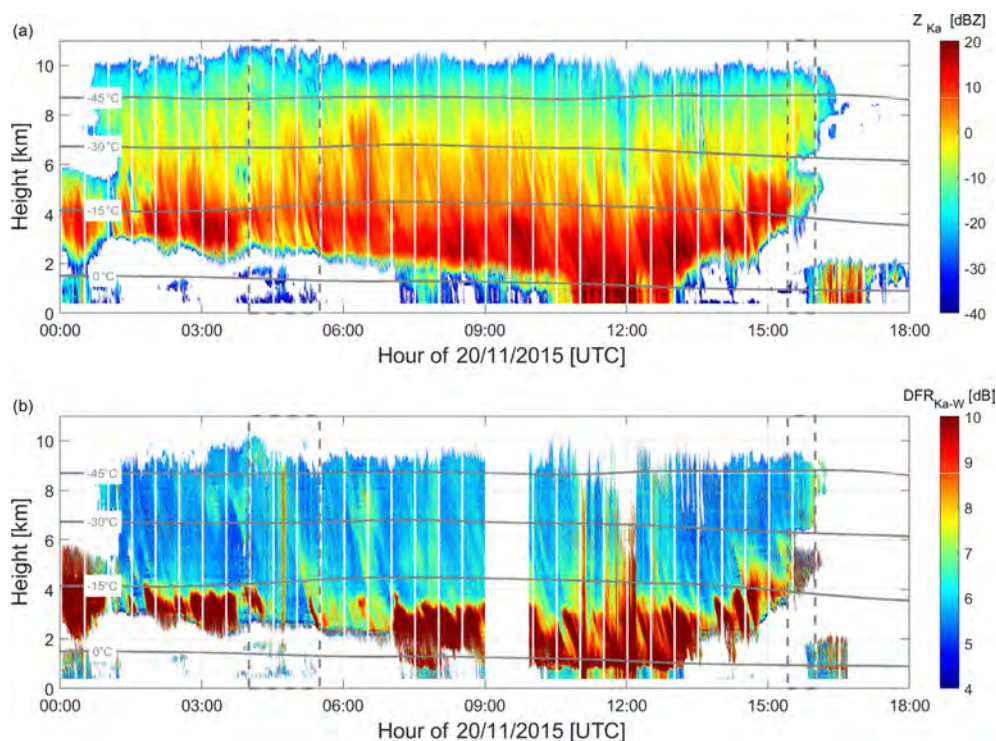 (a)
Z Ka [dBZ]
20
10
0
-10
-20
-30
-40
Height [km]
10
8
6
4
2
0
-45°C
-30°C
-15°C
0°C
00:00 03:00 06:00 09:00 12:00 15:00 18:00
Hour of 20/11/2015 [UTC]
(b)
DFR Ka-W [dB]
10
9
8
7
6
5
4
Height [km]
10
8
6
4
2
0
-45°C
-30°C
-15°C
0°C
00:00 03:00 06:00 09:00 12:00 15:00 18:00
Hour of 20/11/2015 [UTC]